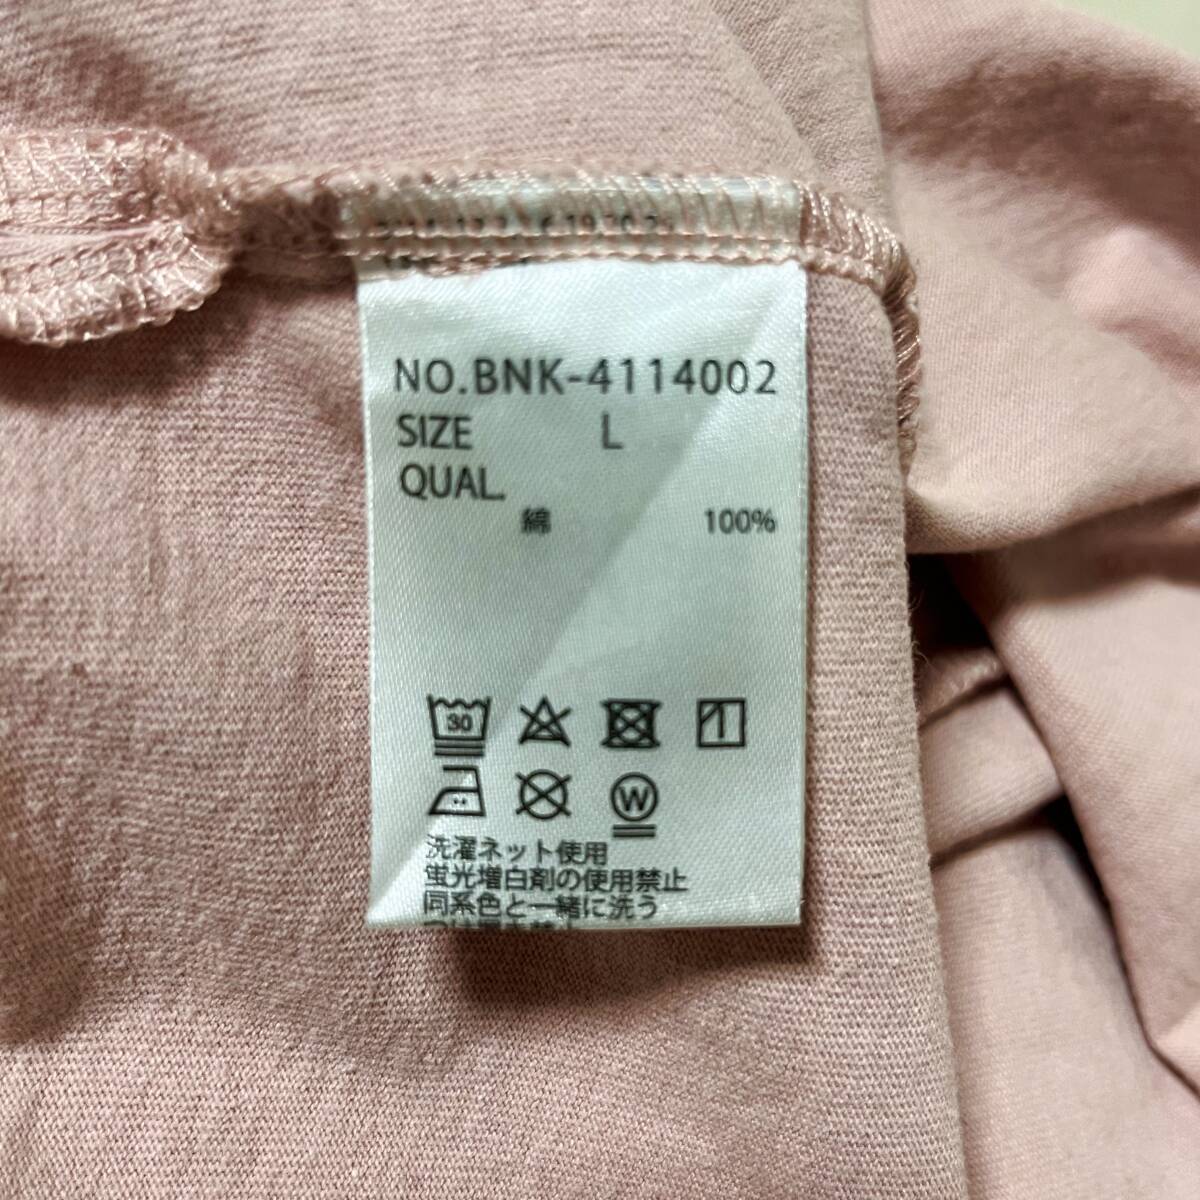 NO.BNK-4114002
SIZE L
QUAL.
綿 100%
30
W
洗濯ネット使用
蛍光増白剤の使用禁止
同系色と一緒に洗う